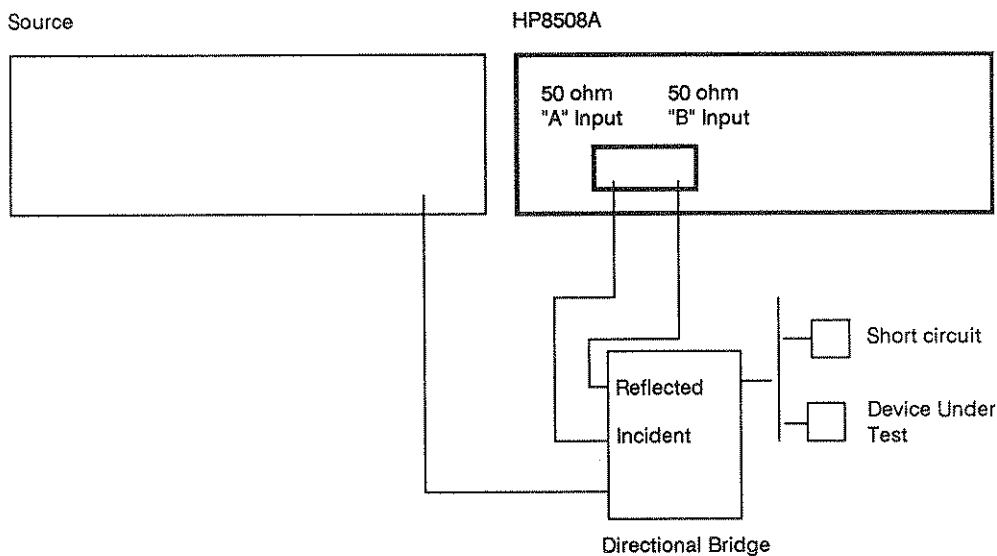 Source
HP8508A
50 ohm
"A" Input
50 ohm
"B" Input
Short circuit
Reflected
Incident
Device Under
Test
Directional Bridge